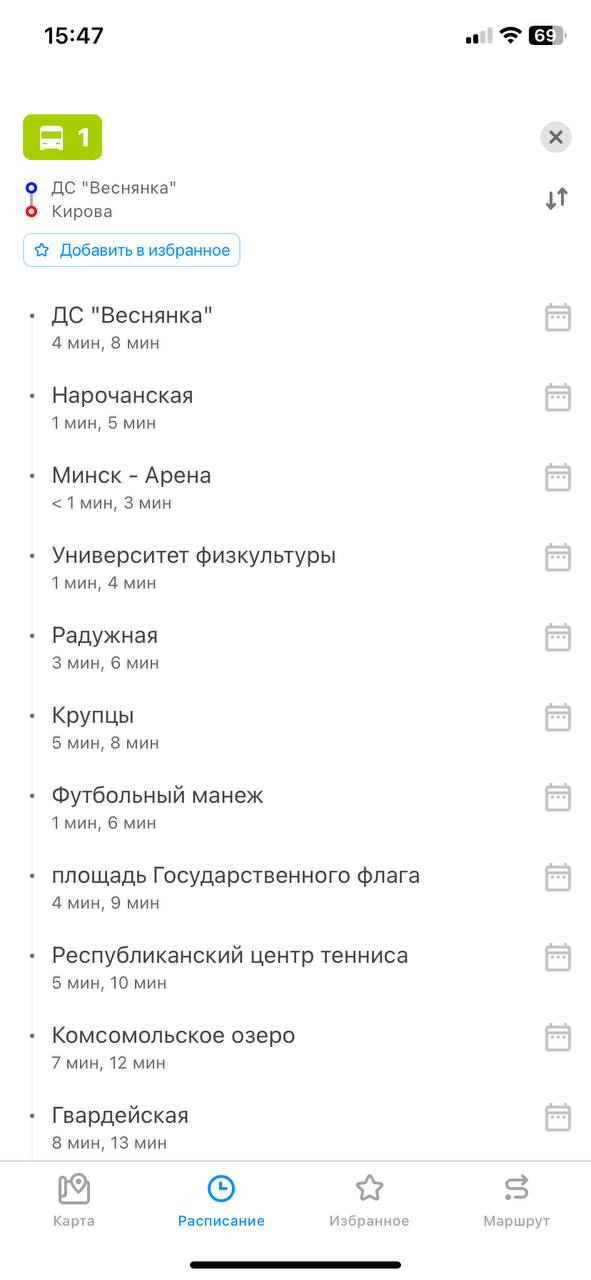 15:47
69
1
ДС "Веснянка"
Кирова
Добавить в избранное
ДС "Веснянка"
4 мин, 8 мин
Нарочанская
1 мин, 5 мин
Минск - Арена
< 1 мин, 3 мин
Университет физкультуры
1 мин, 4 мин
Радужная
3 мин, 6 мин
Крупцы
5 мин, 8 мин
Футбольный манеж
1 мин, 6 мин
площадь Государственного флага
4 мин, 9 мин
Республиканский центр тенниса
5 мин, 10 мин
Комсомольское озеро
7 мин, 12 мин
Гвардейская
8 мин, 13 мин
Карта
Расписание
Избранное
Маршрут